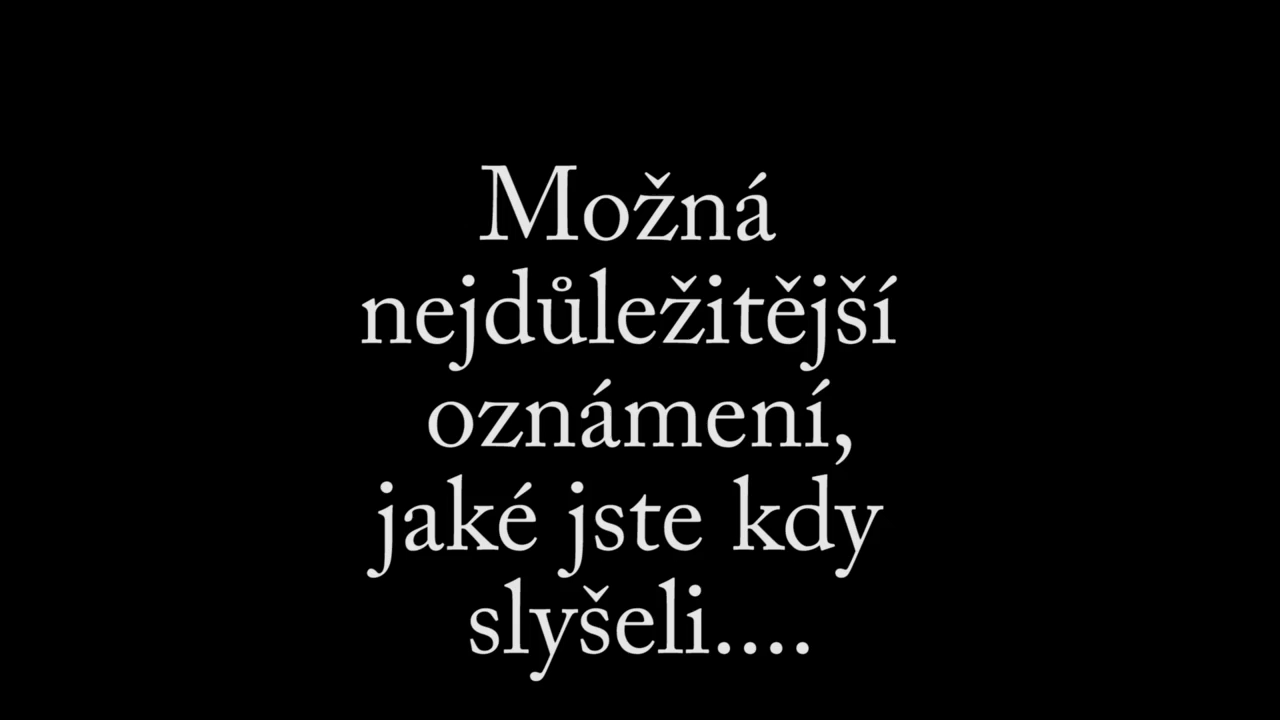 Možná
nejdůležitější
oznámení,
jaké jste kdy
slyšeli....